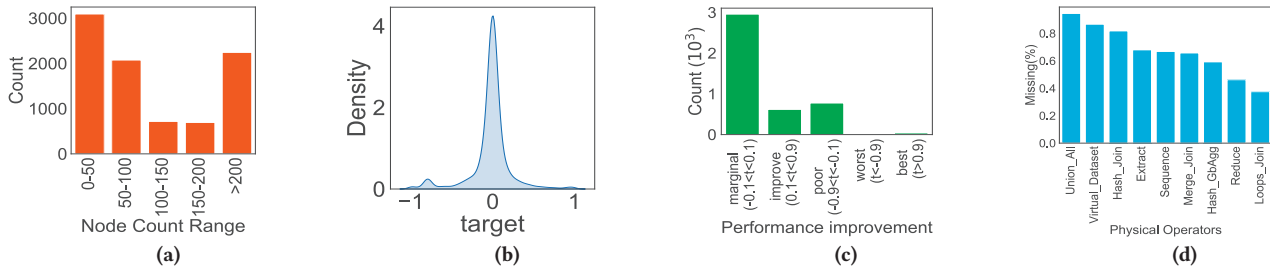 3000
2000
1000
0
Count
0-50
50-100
100-150
150-200
>200
Node Count Range
(a)
4
2
0
Density
−1
0
1
target
(b)
3
2
1
0
Count (10³)
marginal
(-0.1<t<0.1)
improve
(0.1<t<0.9)
poor
(-0.9<t<-0.1)
worst
(t<-0.9)
best
(t>0.9)
Performance improvement
(c)
0.8
0.6
0.4
0.2
0.0
Missing(%)
Union_All
Virtual_Dataset
Hash_Join
Extract
Sequence
Merge_Join
Hash_GbAgg
Reduce
Loops_Join
Physical Operators
(d)